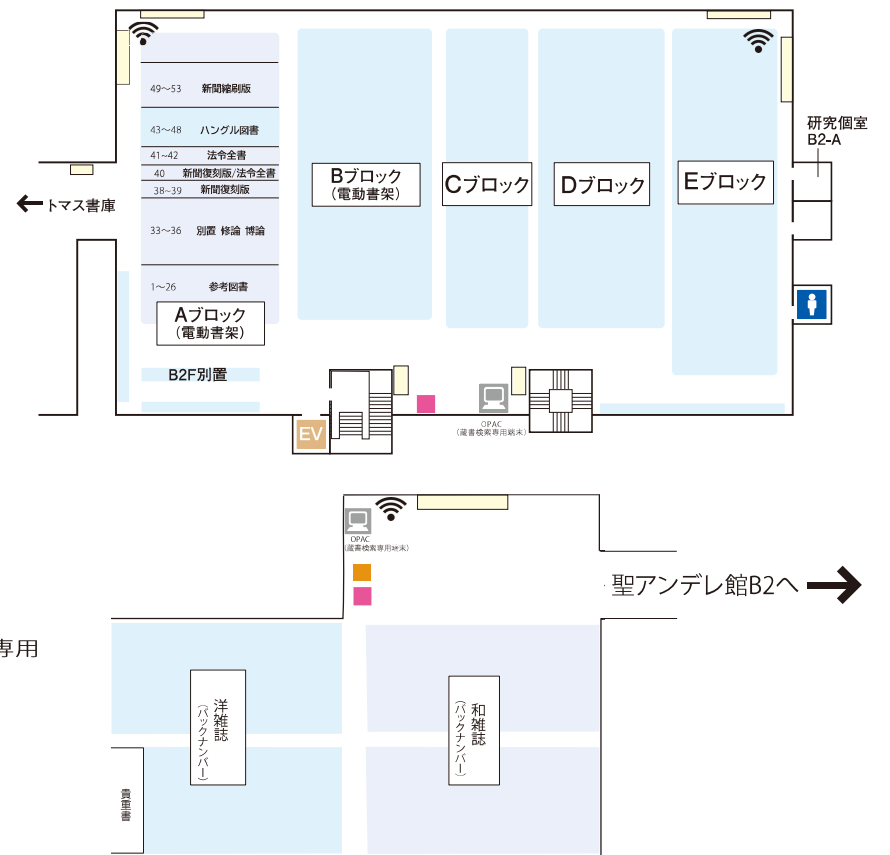 49～53 新聞縮刷版
43～48 ハングル図書
41~42 法令全書
40 新聞復刻版/法令全書
38~39 新聞復刻版
33～36 別置 修論 博論
1～26 参考図書
Aブロック
(電動書架)
B2F別置
Bブロック
(電動書架)
Cブロック
Dブロック
Eブロック
研究個室
B2-A
トマス書庫
EV
OPAC
(蔵書検索専用端末)
OPAC
(蔵書検索専用端末)
聖アンデレ館B2へ
専用
洋雑誌
(バックナンバー)
和雑誌
(バックナンバー)
貴重書